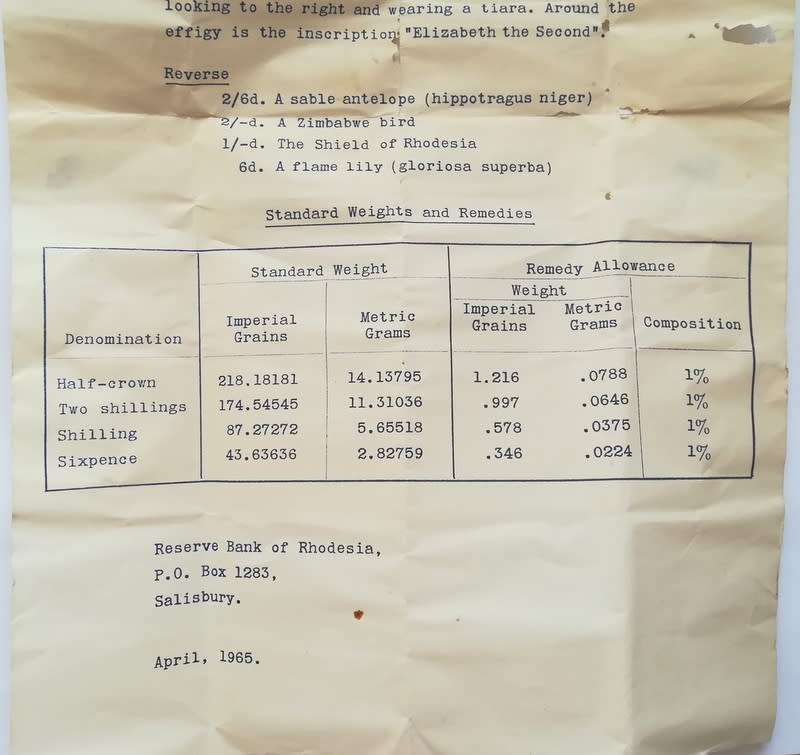 looking to the right and wearing a tiara. Around the
effigy is the inscription "Elizabeth the Second".
Reverse
2/6d. A sable antelope (hippotragus niger)
2/-d. A Zimbabwe bird
1/-d. The Shield of Rhodesia
6d. A flame lily (gloriosa superba)
Standard Weights and Remedies
Standard Weight Remedy Allowance
Weight
Denomination Imperial Grains Metric Grams Imperial Grains Metric Grams Composition
Half-crown 218.18181 14.13795 1.216 .0788 1%
Two shillings 174.54545 11.31036 .997 .0646 1%
Shilling 87.27272 5.65518 .578 .0375 1%
Sixpence 43.63636 2.82759 .346 .0224 1%
Reserve Bank of Rhodesia,
P.O. Box 1283,
Salisbury.
April, 1965.